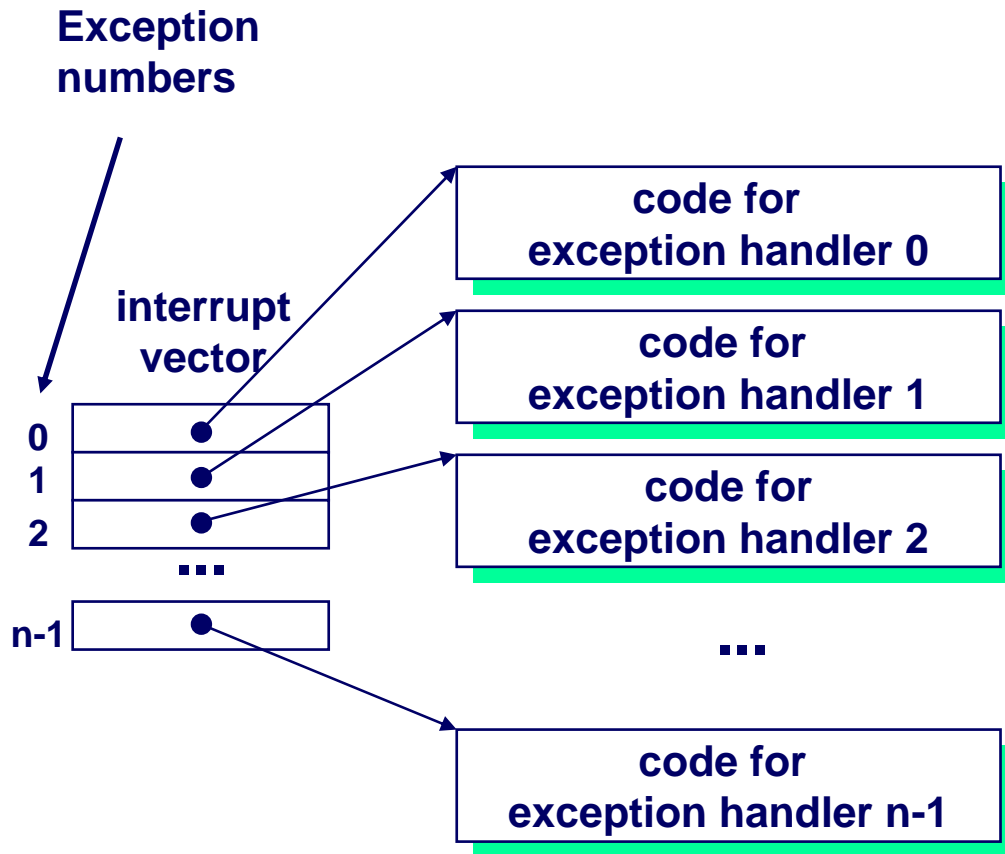 Exception
numbers
interrupt
vector
0
1
2
...
n-1
code for
exception handler 0
code for
exception handler 1
code for
exception handler 2
...
code for
exception handler n-1